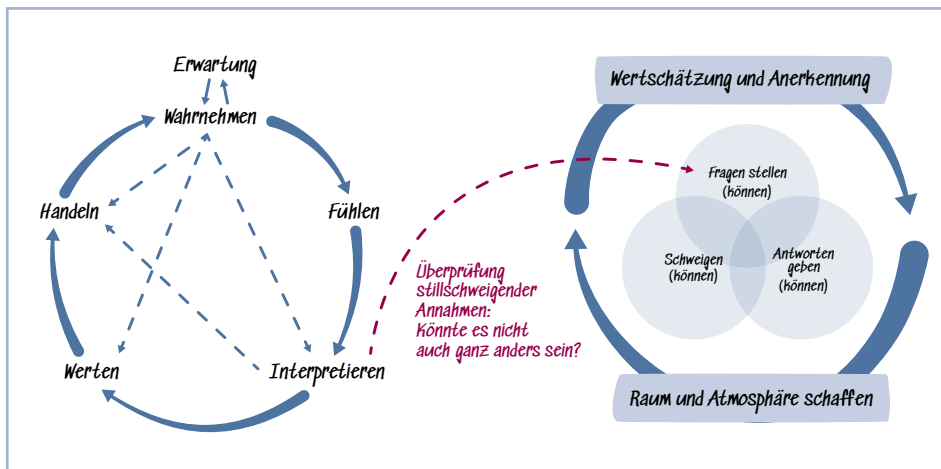 Erwartung
Wahrnehmen
Handeln
Fühlen
Werten
Interpretieren
Überprüfung
stillschweigender
Annahmen:
Könnte es nicht
auch ganz anders sein?
Wertschätzung und Anerkennung
Fragen stellen
(können)
Schweigen
(können)
Antworten
geben
(können)
Raum und Atmosphäre schaffen